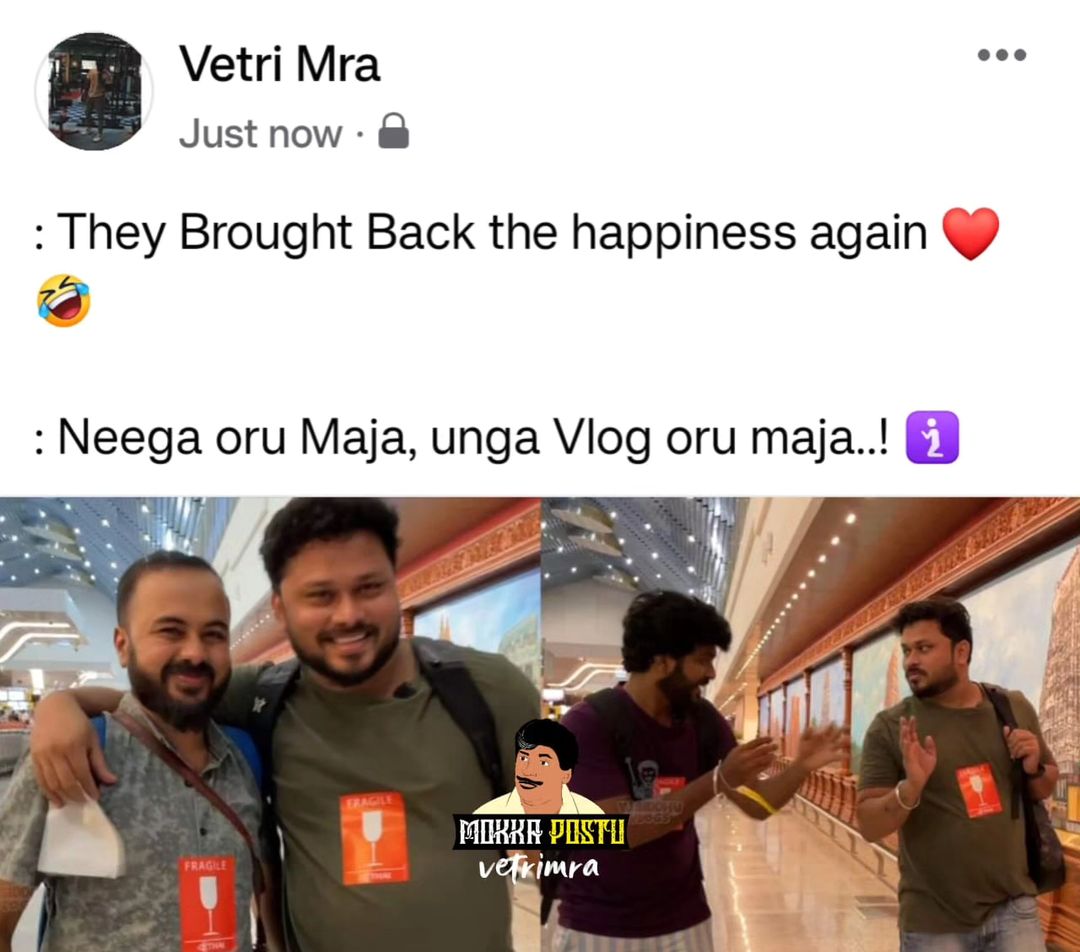 Vetri Mra
Just now ·
: They Brought Back the happiness again ❤️
🤣
: Neega oru Maja, unga Vlog oru maja..! 🧎
FRAGILE
FRAGILE
MOKKA POSTU
vetrimra